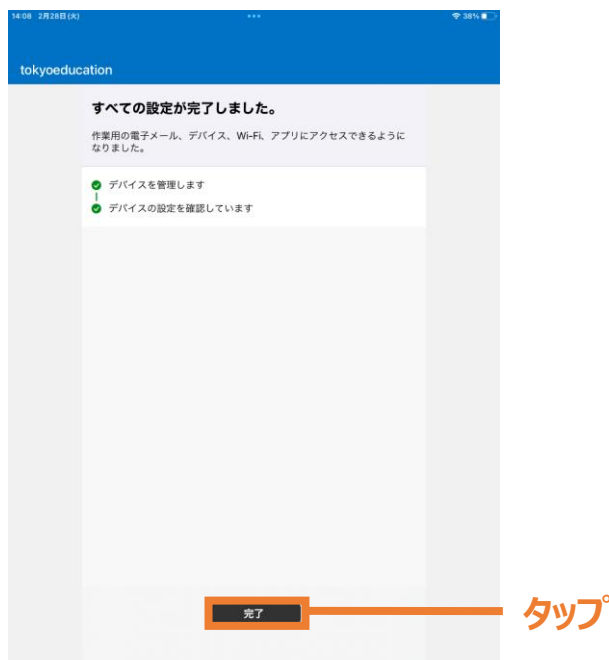 14:08 2月28日(火) ••• 38%
tokyoeducation
すべての設定が完了しました。
作業用の電子メール、デバイス、Wi-Fi、アプリにアクセスできるように
なりました。
デバイスを管理します
デバイスの設定を確認しています
完了
タップ